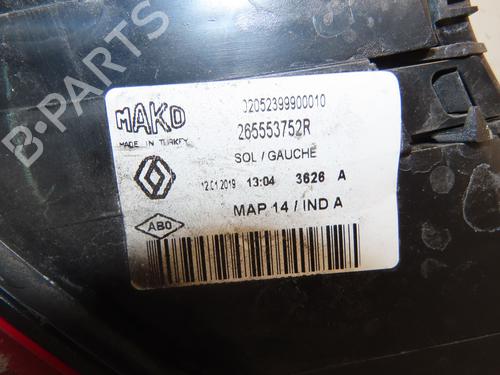 MAKO
MADE IN TURKEY
02052399900010
265553752R
SOL / GAUCHE
12.01.2019 13:04 3626 A
ABO
MAP 14 / IND A
B-PARTS